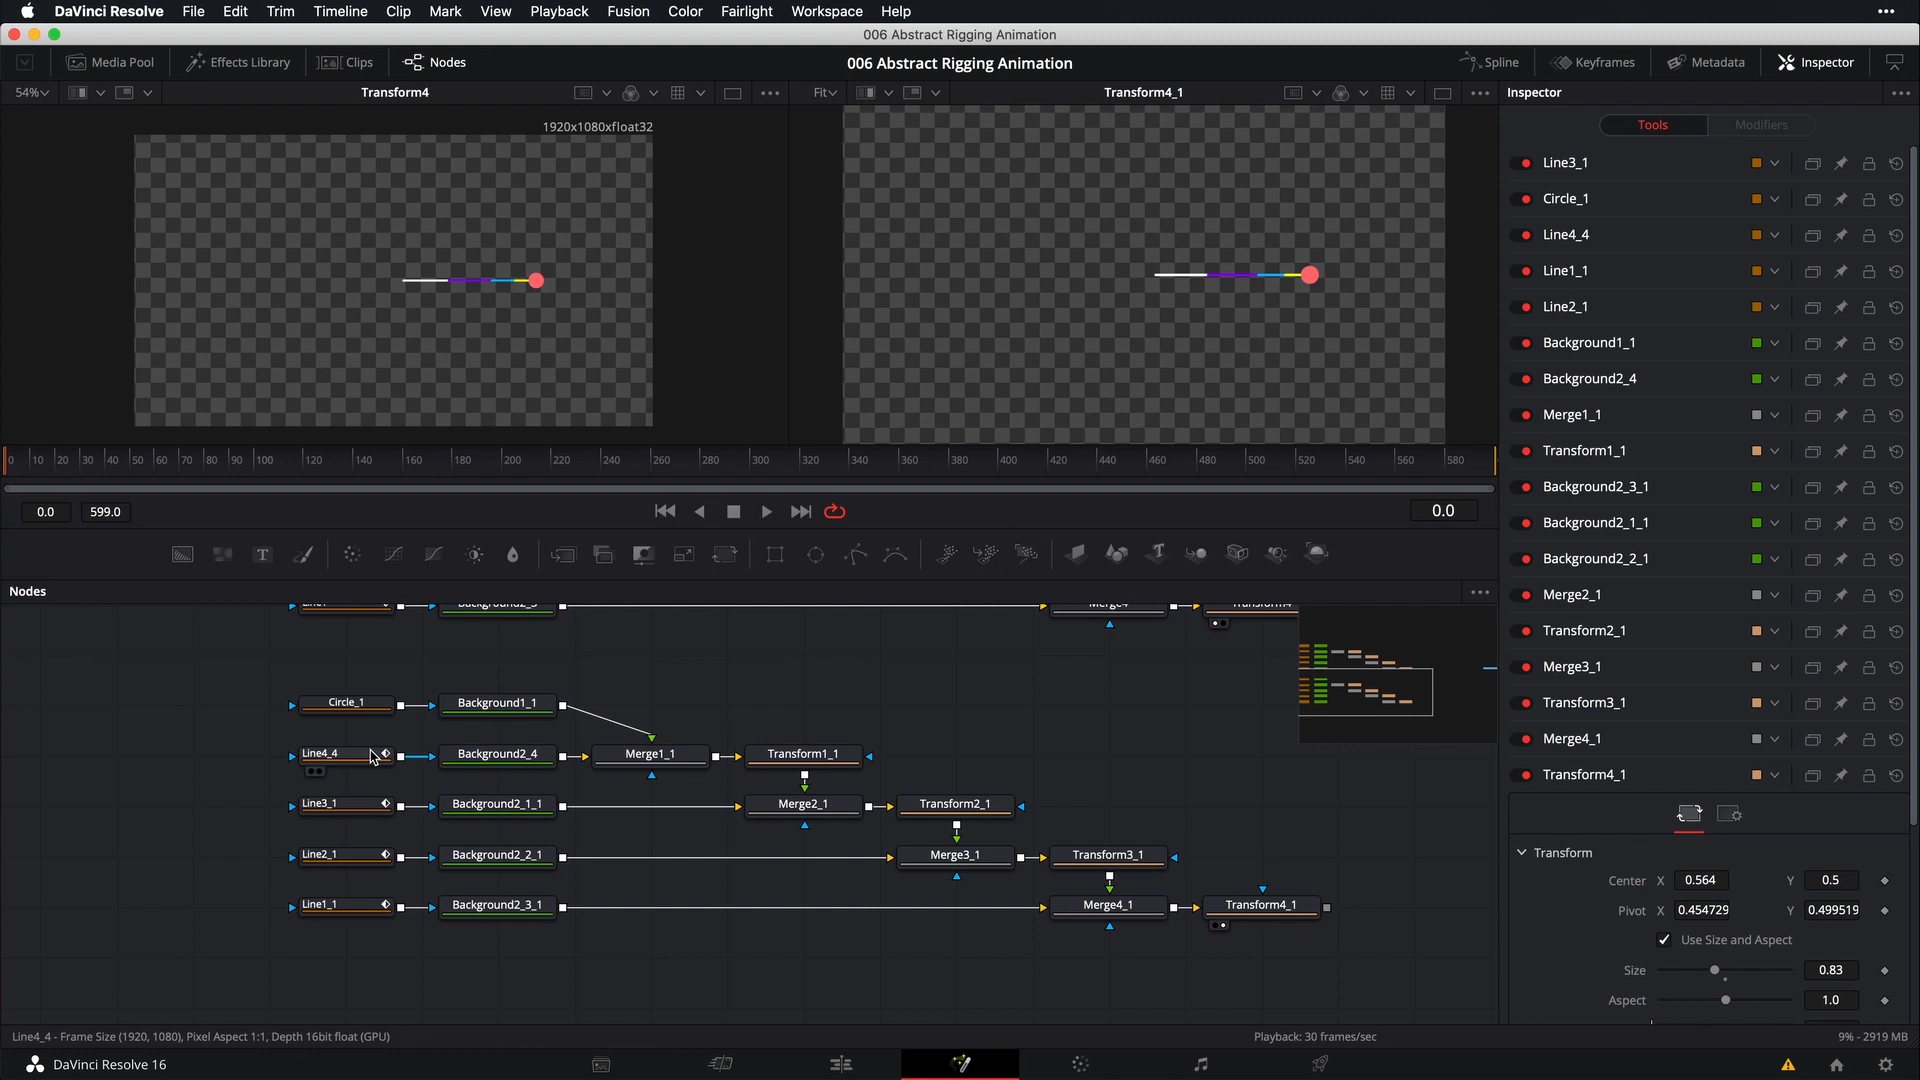 DaVinci Resolve File Edit Trim Timeline Clip Mark View Playback Fusion Color Fairlight Workspace Help
006 Abstract Rigging Animation
Media Pool Effects Library Clips Nodes 006 Abstract Rigging Animation Spline Keyframes Metadata Inspector
54% Transform4 Fit Transform4_1 Inspector
1920x1080xfloat32
Tools Modifiers
Line3_1
Circle_1
Line4_4
Line1_1
Line2_1
Background1_1
Background2_4
Merge1_1
Transform1_1
0 10 20 30 40 50 60 70 80 90 100 120 140 160 180 200 220 240 260 280 300 320 340 360 380 400 420 440 460 480 500 520 540 560 580
Background2_3_1
0.0 599.0 0.0
Background2_1_1
Background2_2_1
T T
Nodes
Merge2_1
Line1 Background2_3 Merge4 Transform4
Transform2_1
Merge3_1
Circle_1 Background1_1
Transform3_1
Merge4_1
Line4_4 Background2_4 Merge1_1 Transform1_1
Transform4_1
Line3_1 Background2_1_1 Merge2_1 Transform2_1
Line2_1 Background2_2_1 Merge3_1 Transform3_1
Transform
Center X 0.564 Y 0.5
Line1_1 Background2_3_1 Merge4_1 Transform4_1
Pivot X 0.454729 Y 0.499519
Use Size and Aspect
Size 0.83
Aspect 1.0
Line4_4 - Frame Size (1920, 1080), Pixel Aspect 1:1, Depth 16bit float (GPU) Playback: 30 frames/sec 9% - 2919 MB
DaVinci Resolve 16